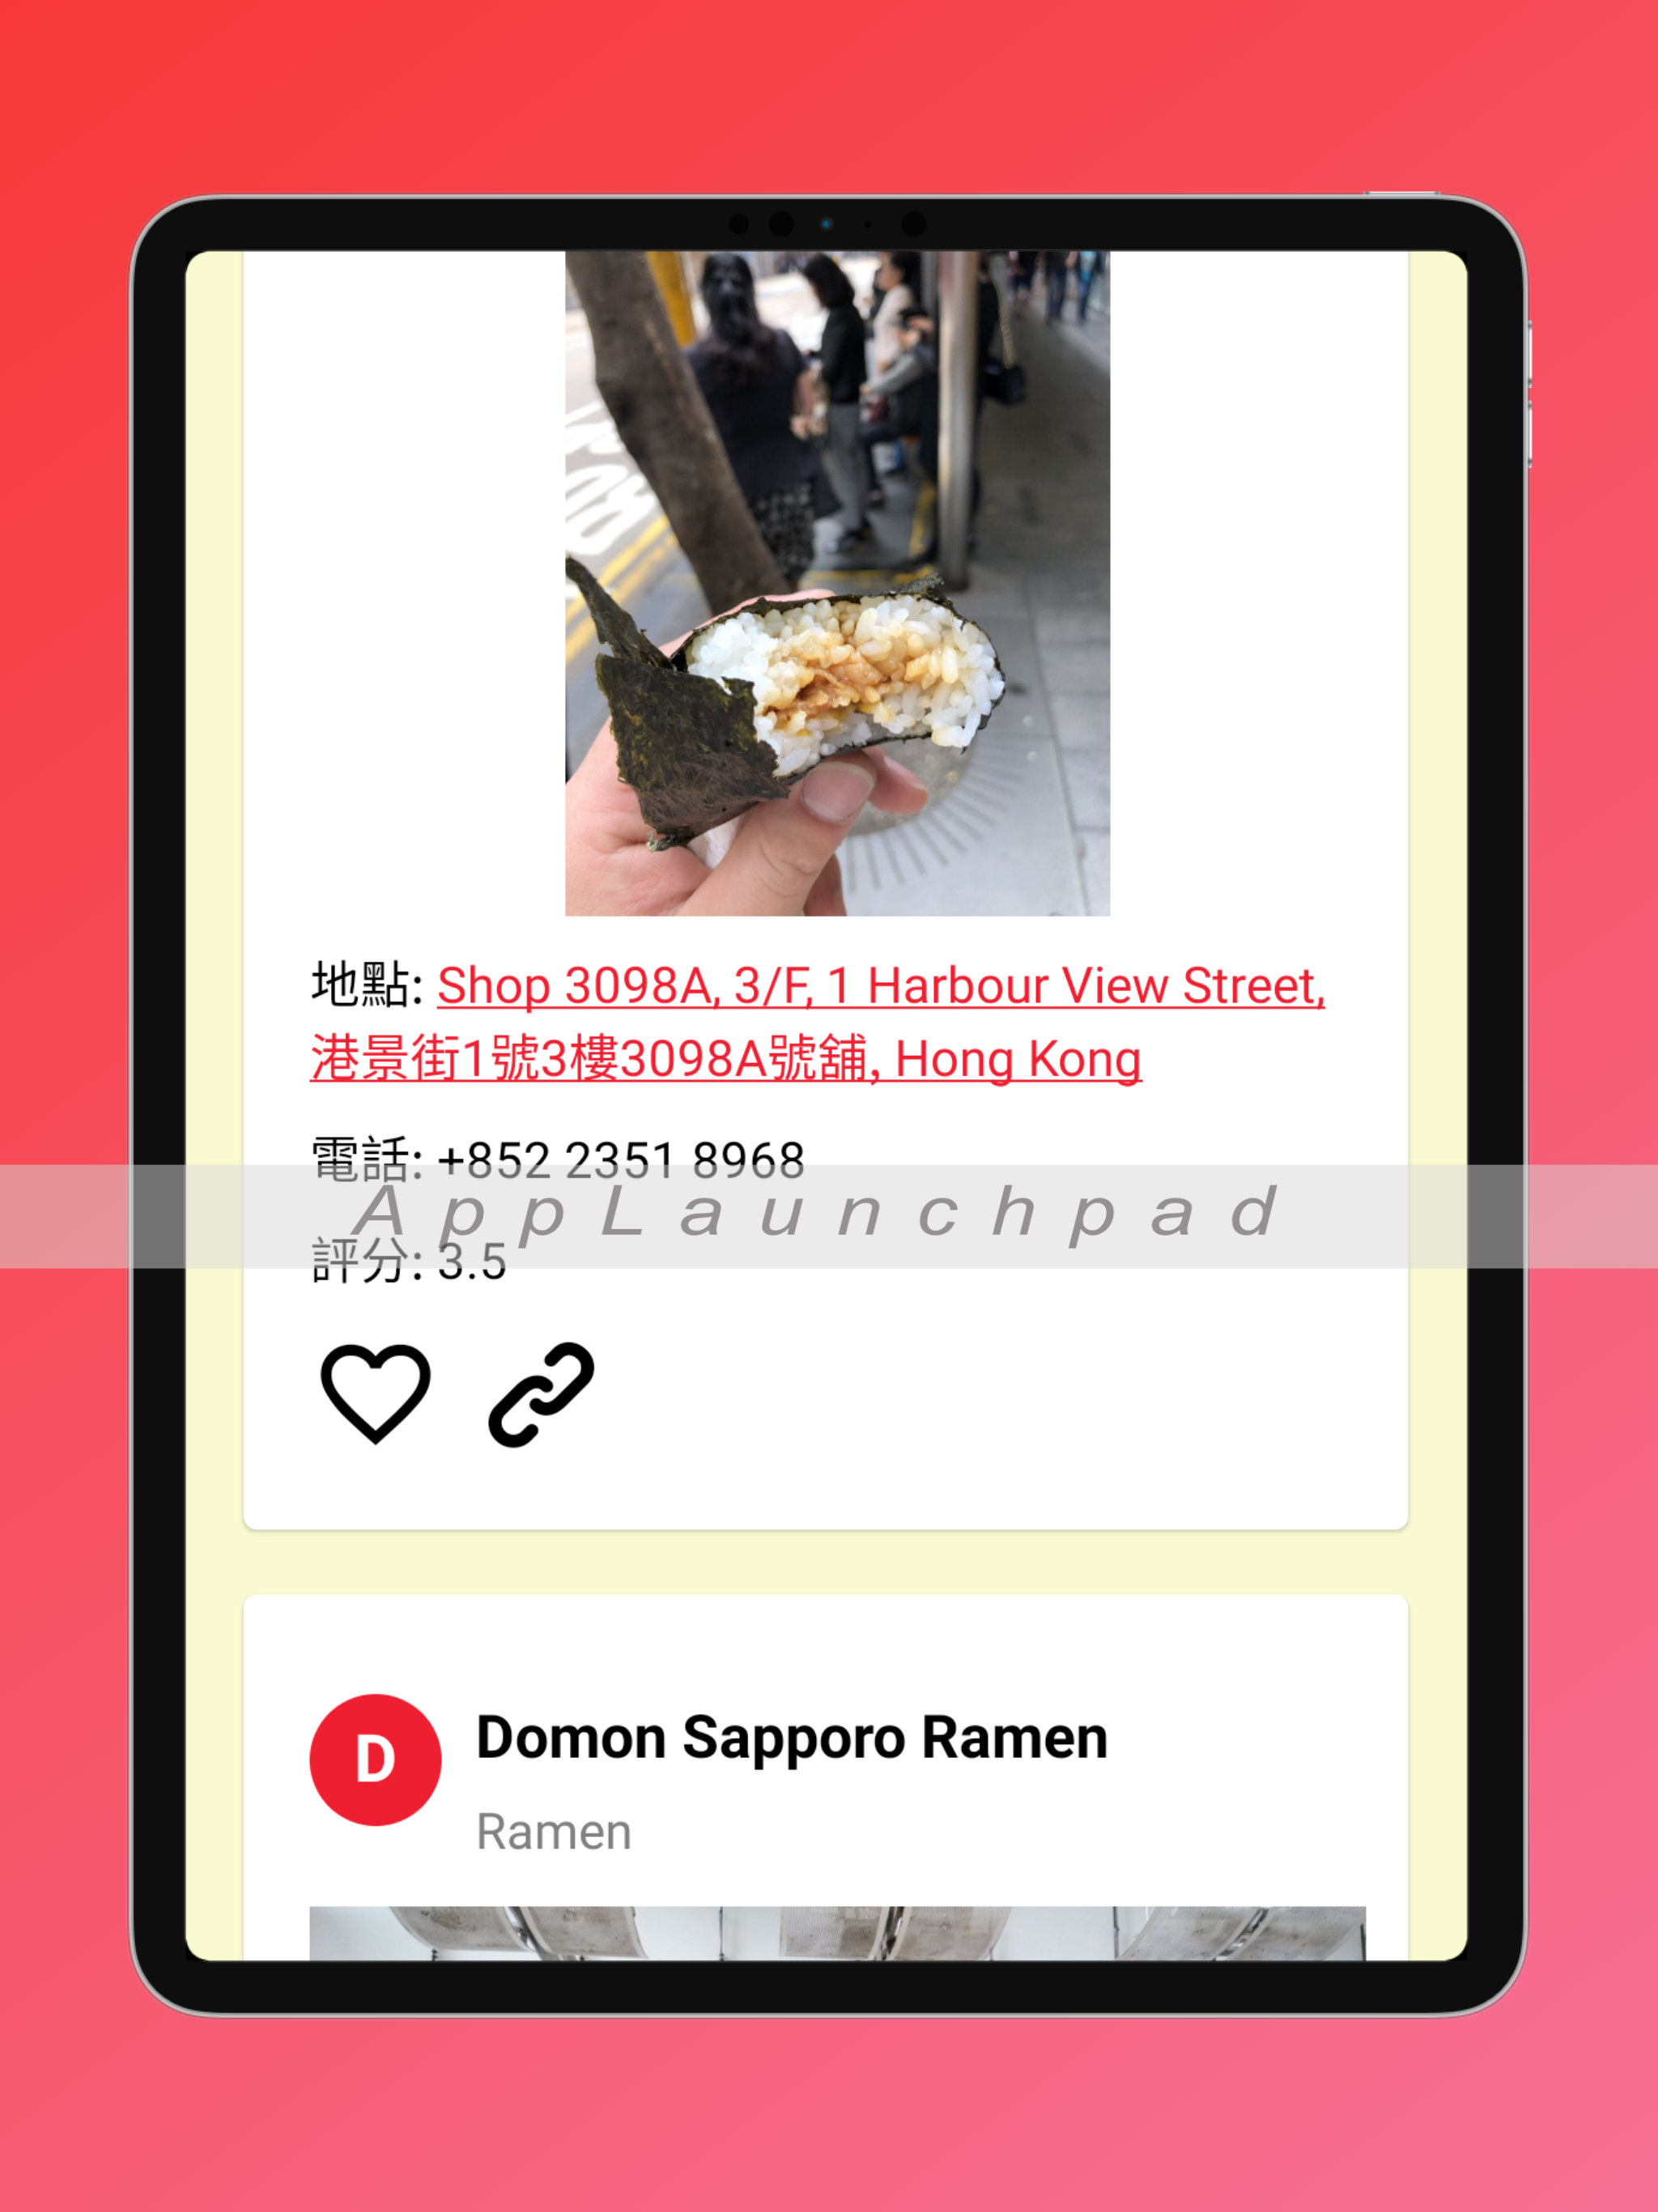 地點: Shop 3098A, 3/F, 1 Harbour View Street,
港景街1號3樓3098A號舖, Hong Kong
電話: +852 2351 8968
AppLaunchpad
評分: 3.5
D
Domon Sapporo Ramen
Ramen